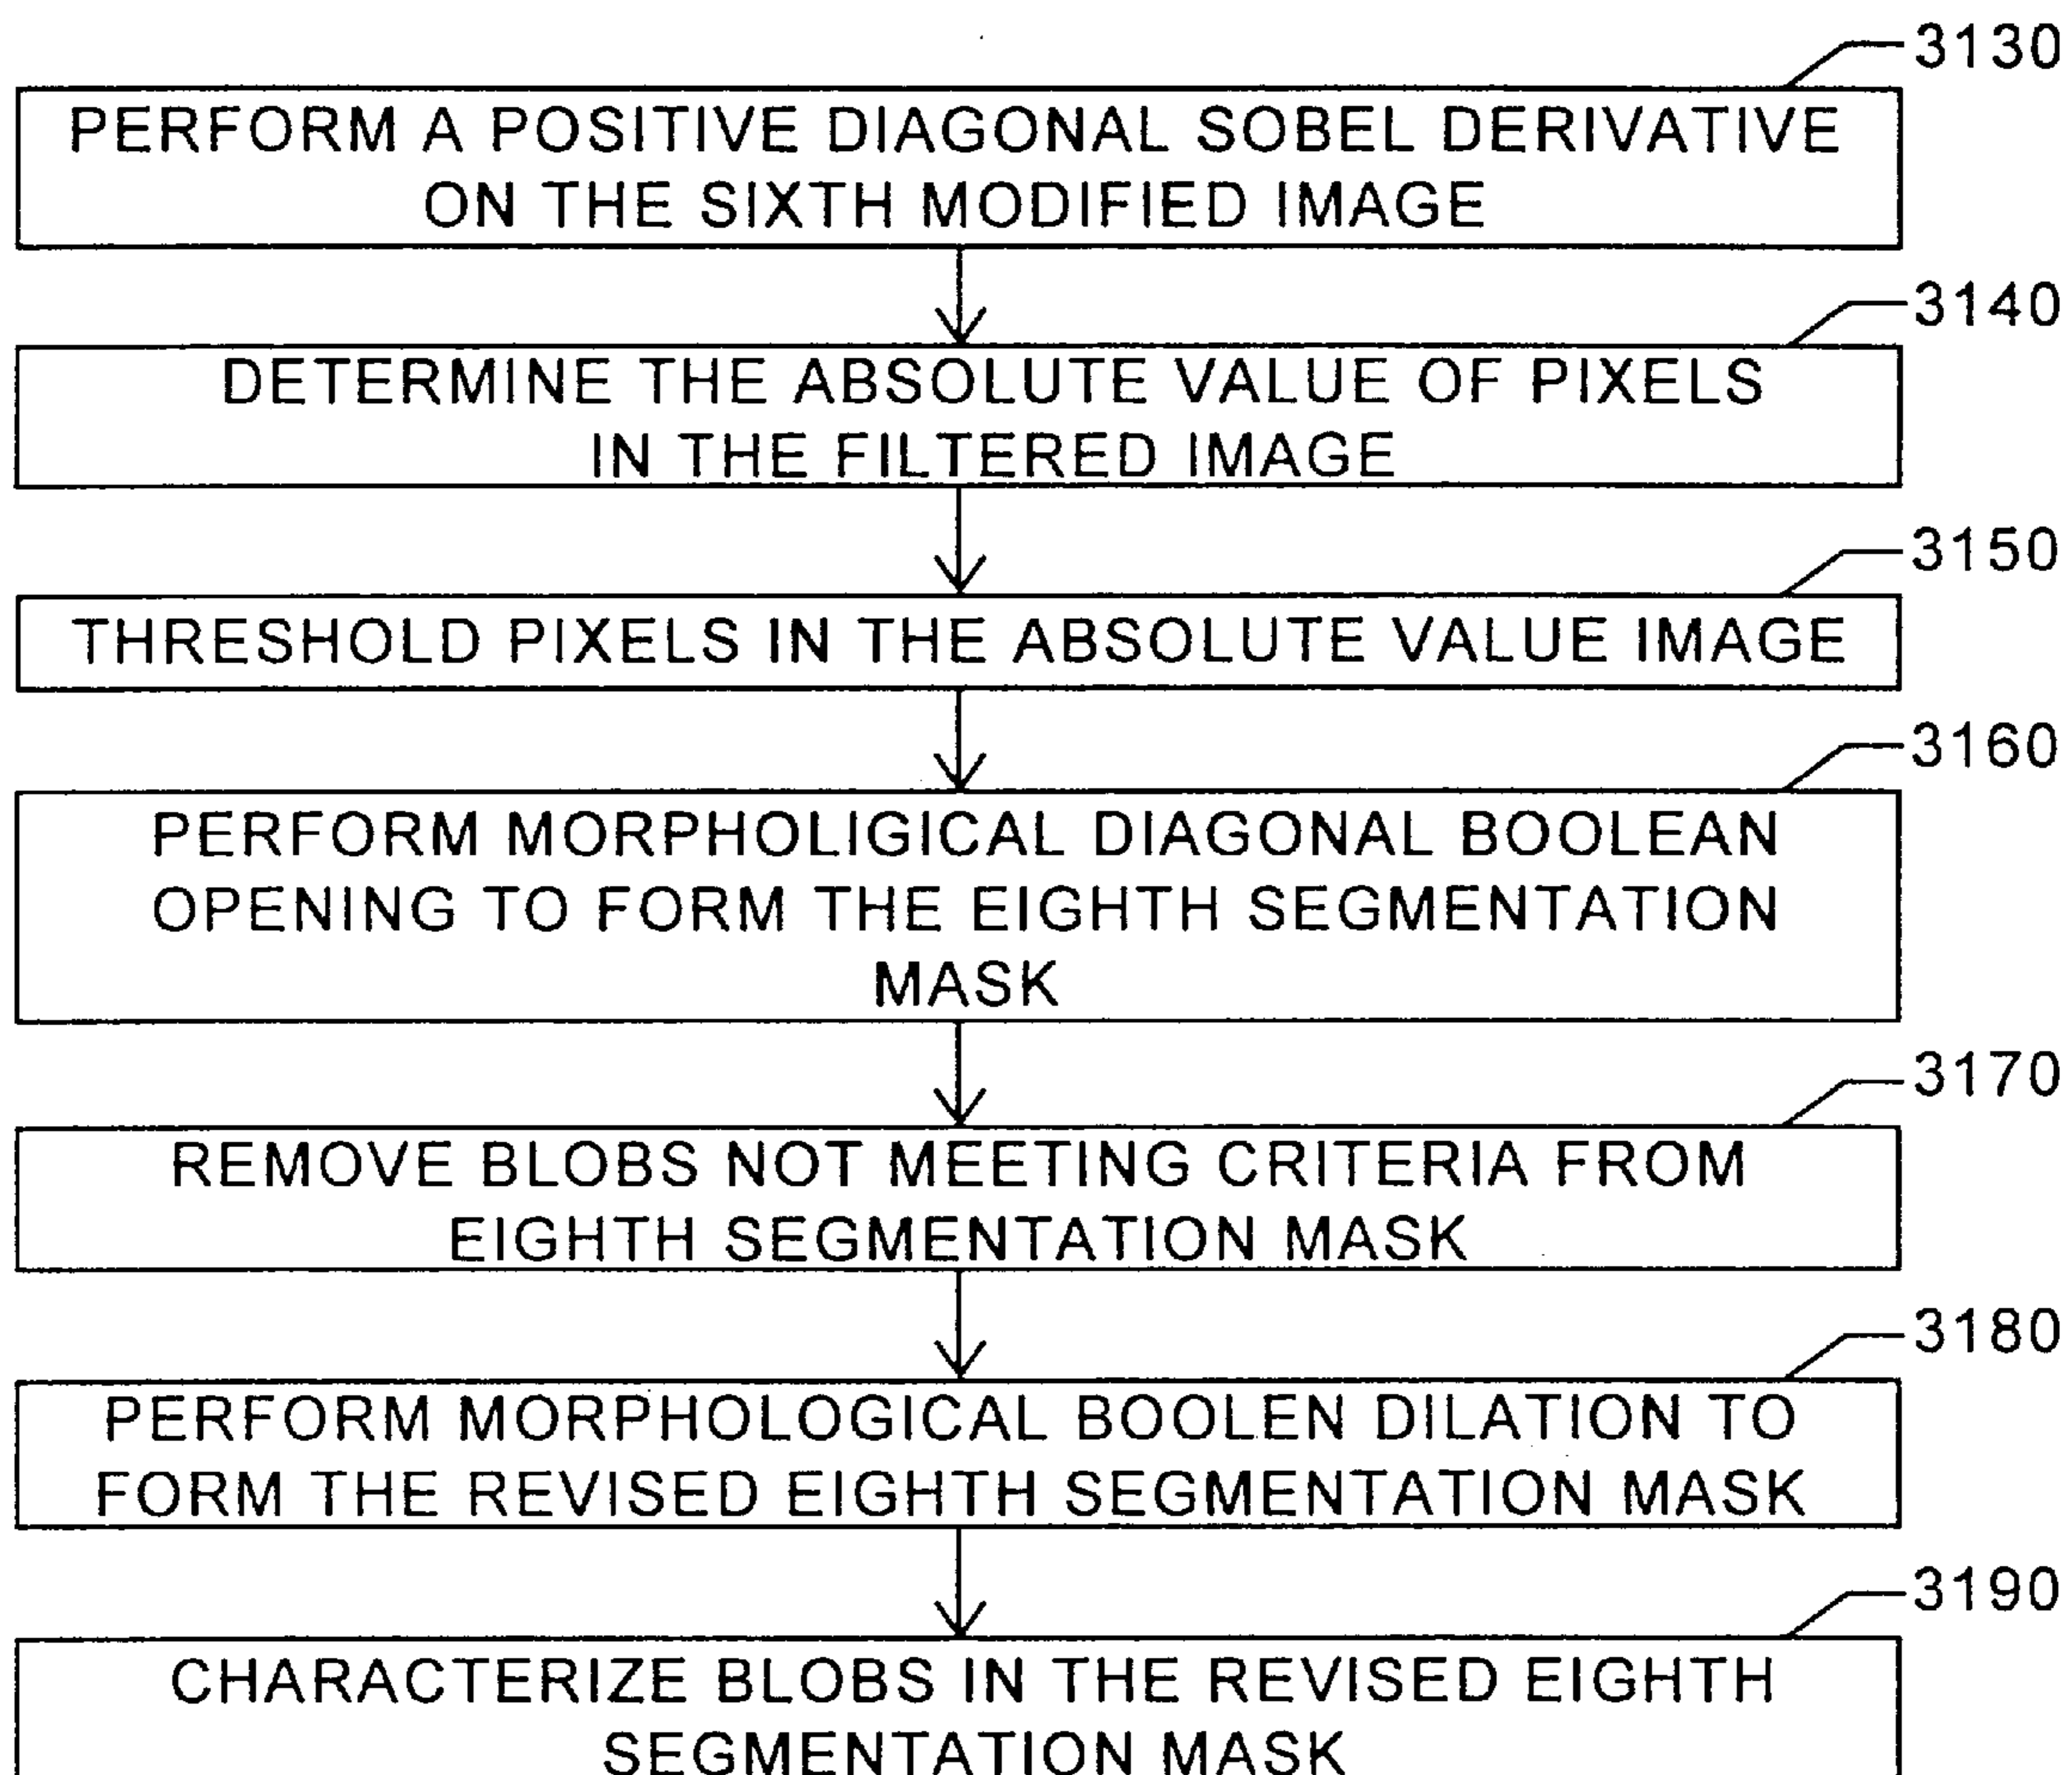 3130
PERFORM A POSITIVE DIAGONAL SOBEL DERIVATIVE
ON THE SIXTH MODIFIED IMAGE
3140
DETERMINE THE ABSOLUTE VALUE OF PIXELS
IN THE FILTERED IMAGE
3150
THRESHOLD PIXELS IN THE ABSOLUTE VALUE IMAGE
3160
PERFORM MORPHOLIGICAL DIAGONAL BOOLEAN
OPENING TO FORM THE EIGHTH SEGMENTATION
MASK
3170
REMOVE BLOBS NOT MEETING CRITERIA FROM
EIGHTH SEGMENTATION MASK
3180
PERFORM MORPHOLOGICAL BOOLEN DILATION TO
FORM THE REVISED EIGHTH SEGMENTATION MASK
3190
CHARACTERIZE BLOBS IN THE REVISED EIGHTH
SEGMENTATION MASK